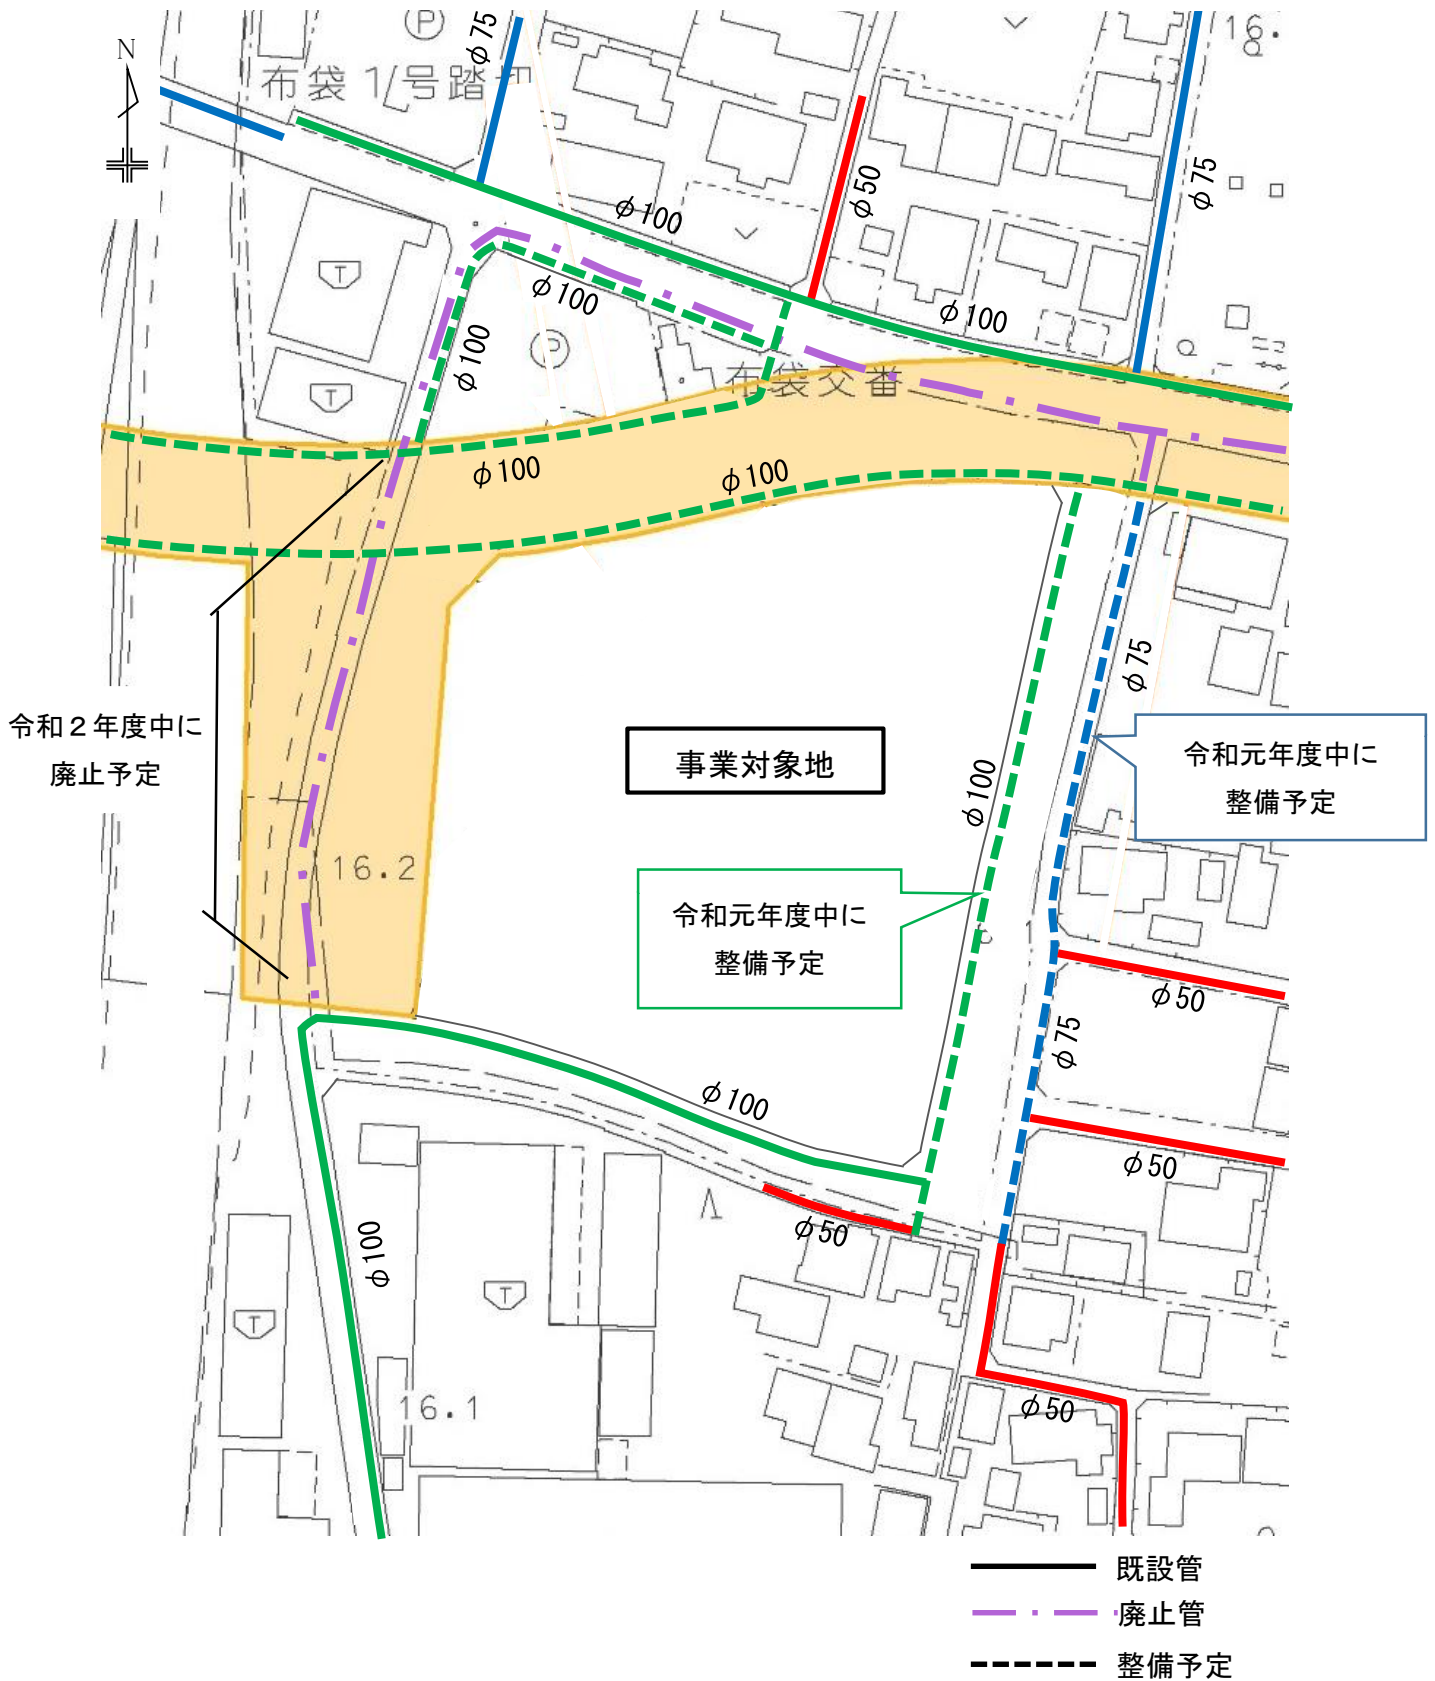 N
布袋1号踏切
P
φ75
16.
φ50
φ75
φ100
φ100
φ100
φ100
T
T
P
布袋交番
φ100
φ100
φ75
令和２年度中に
廃止予定
事業対象地
令和元年度中に
整備予定
φ100
16.2
令和元年度中に
整備予定
φ50
φ75
φ100
φ50
φ50
φ100
T
T
16.1
φ50
既設管
廃止管
整備予定